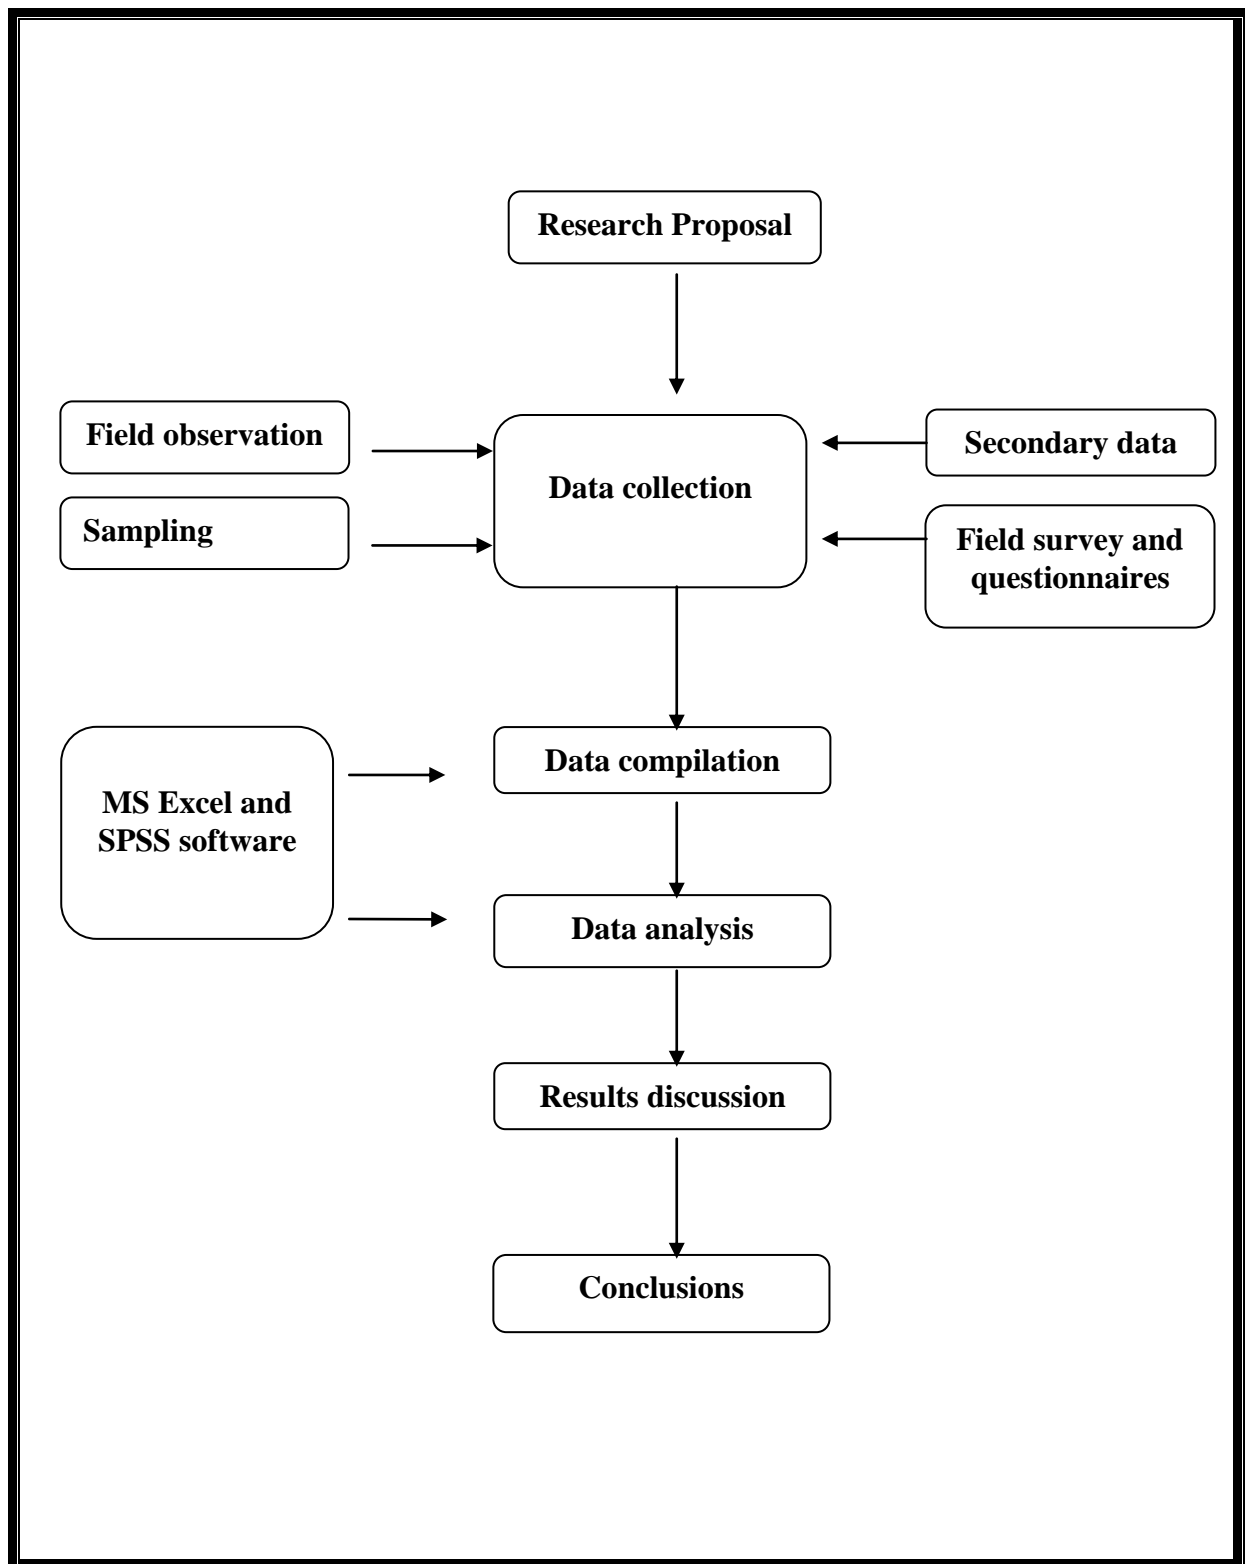 Research Proposal
Field observation
Sampling
Data collection
Secondary data
Field survey and
questionnaires
MS Excel and
SPSS software
Data compilation
Data analysis
Results discussion
Conclusions